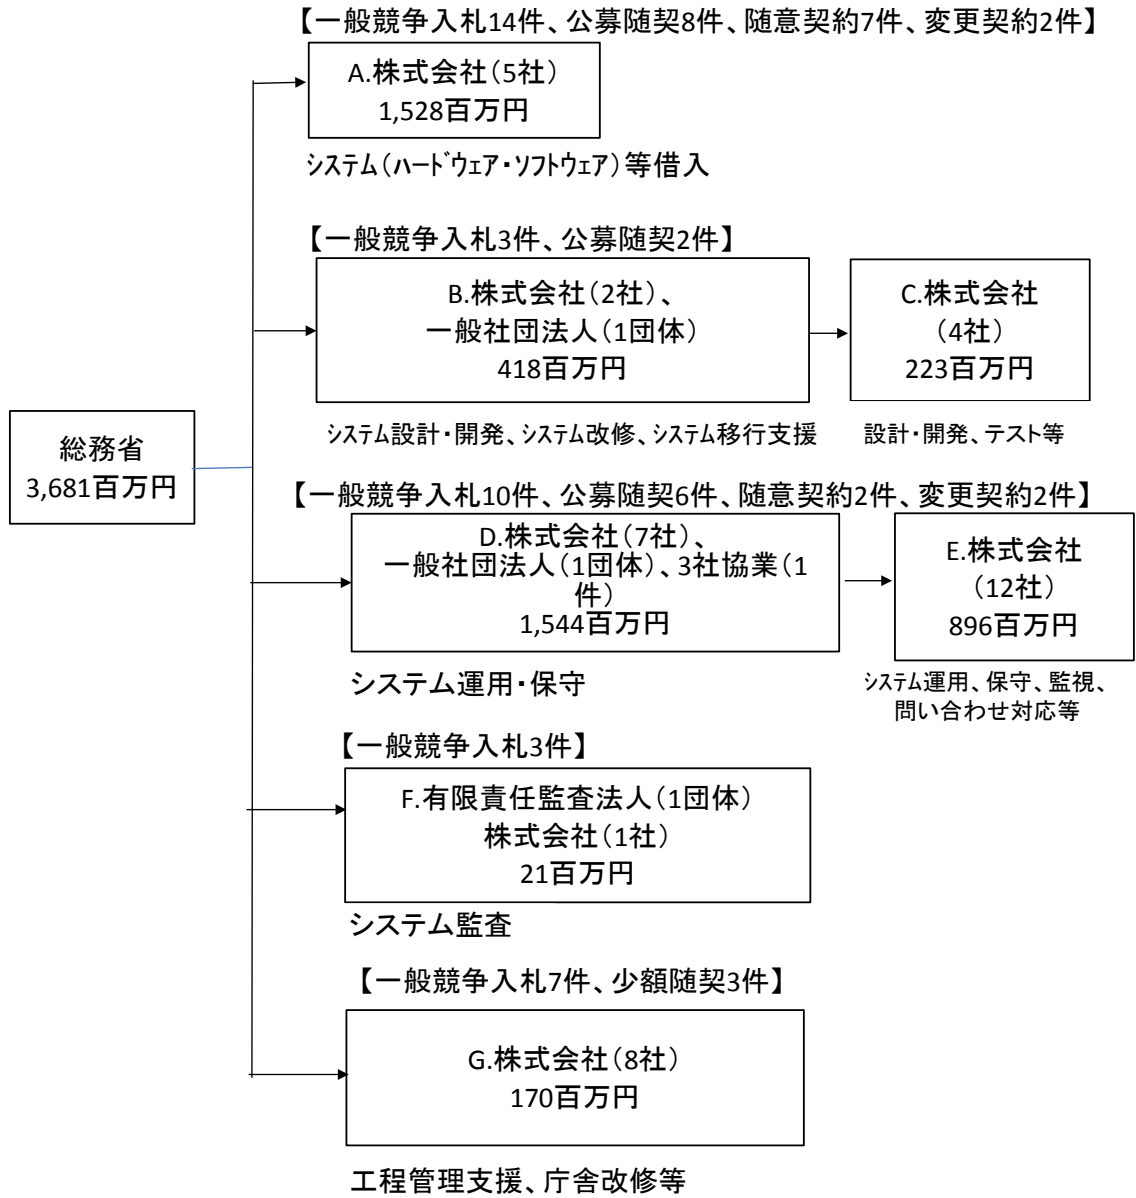 【一般競争入札14件、公募随契8件、随意契約7件、変更契約2件】
A.株式会社(5社)
1,528百万円
システム(ハードウェア・ソフトウェア)等借入
【一般競争入札3件、公募随契2件】
B.株式会社(2社)、
一般社団法人(1団体)
418百万円
C.株式会社
(4社)
223百万円
システム設計・開発、システム改修、システム移行支援
設計・開発、テスト等
総務省
3,681百万円
【一般競争入札10件、公募随契6件、随意契約2件、変更契約2件】
D.株式会社(7社)、
一般社団法人(1団体)、3社協業(1
件)
1,544百万円
E.株式会社
(12社)
896百万円
システム運用・保守
システム運用、保守、監視、
問い合わせ対応等
【一般競争入札3件】
F.有限責任監査法人(1団体)
株式会社(1社)
21百万円
システム監査
【一般競争入札7件、少額随契3件】
G.株式会社(8社)
170百万円
工程管理支援、庁舎改修等